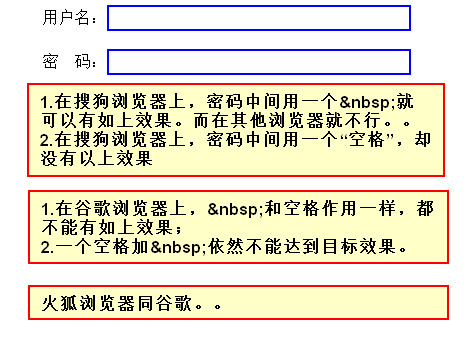 用户名：
密　码：
1.在搜狗浏览器上，密码中间用一个&nbsp;就
可以有如上效果。而在其他浏览器就不行。。
2.在搜狗浏览器上，密码中间用一个“空格”，却
没有以上效果
1.在谷歌浏览器上，&nbsp;和空格作用一样，都
不能有如上效果；
2.一个空格加&nbsp;依然不能达到目标效果。
火狐浏览器同谷歌。。